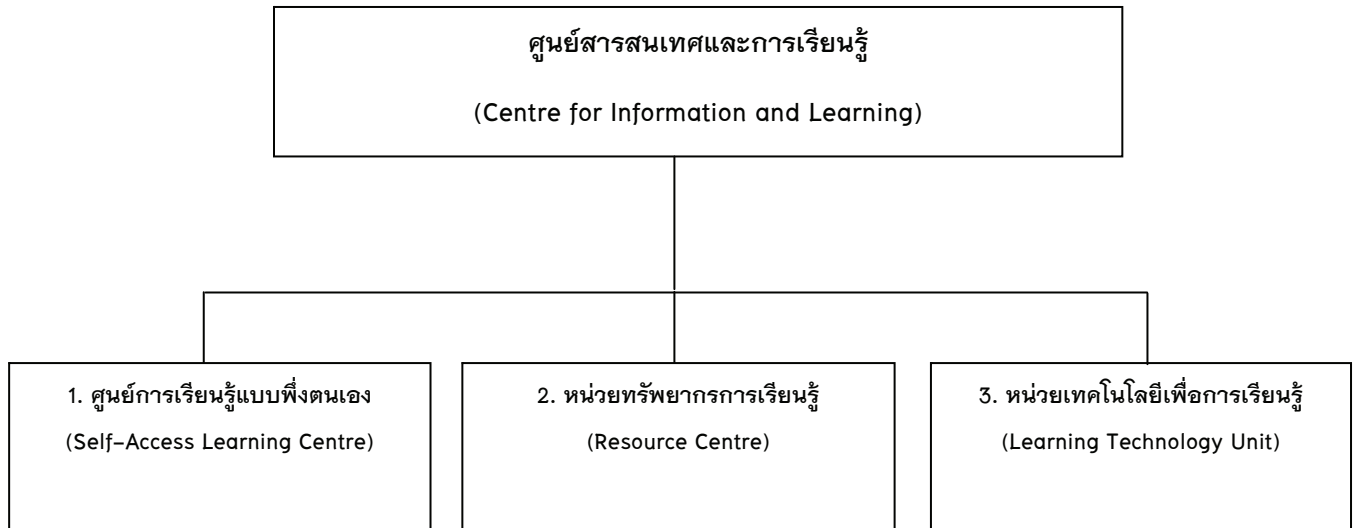 ศูนย์สารสนเทศและการเรียนรู้
(Centre for Information and Learning)
1. ศูนย์การเรียนรู้แบบพึ่งตนเอง
(Self-Access Learning Centre)
2. หน่วยทรัพยากรการเรียนรู้
(Resource Centre)
3. หน่วยเทคโนโลยีเพื่อการเรียนรู้
(Learning Technology Unit)